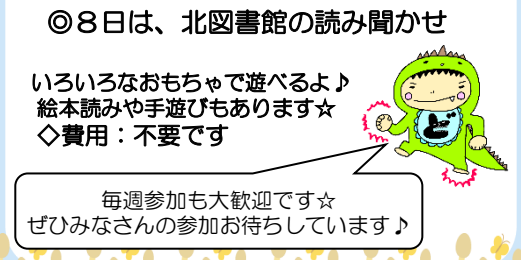 ◎８日は、北図書館の読み聞かせ
いろいろなおもちゃで遊べるよ♪
絵本読みや手遊びもあります☆
◇費用：不要です
ど
毎週参加も大歓迎です☆
ぜひみなさんの参加お待ちしています♪